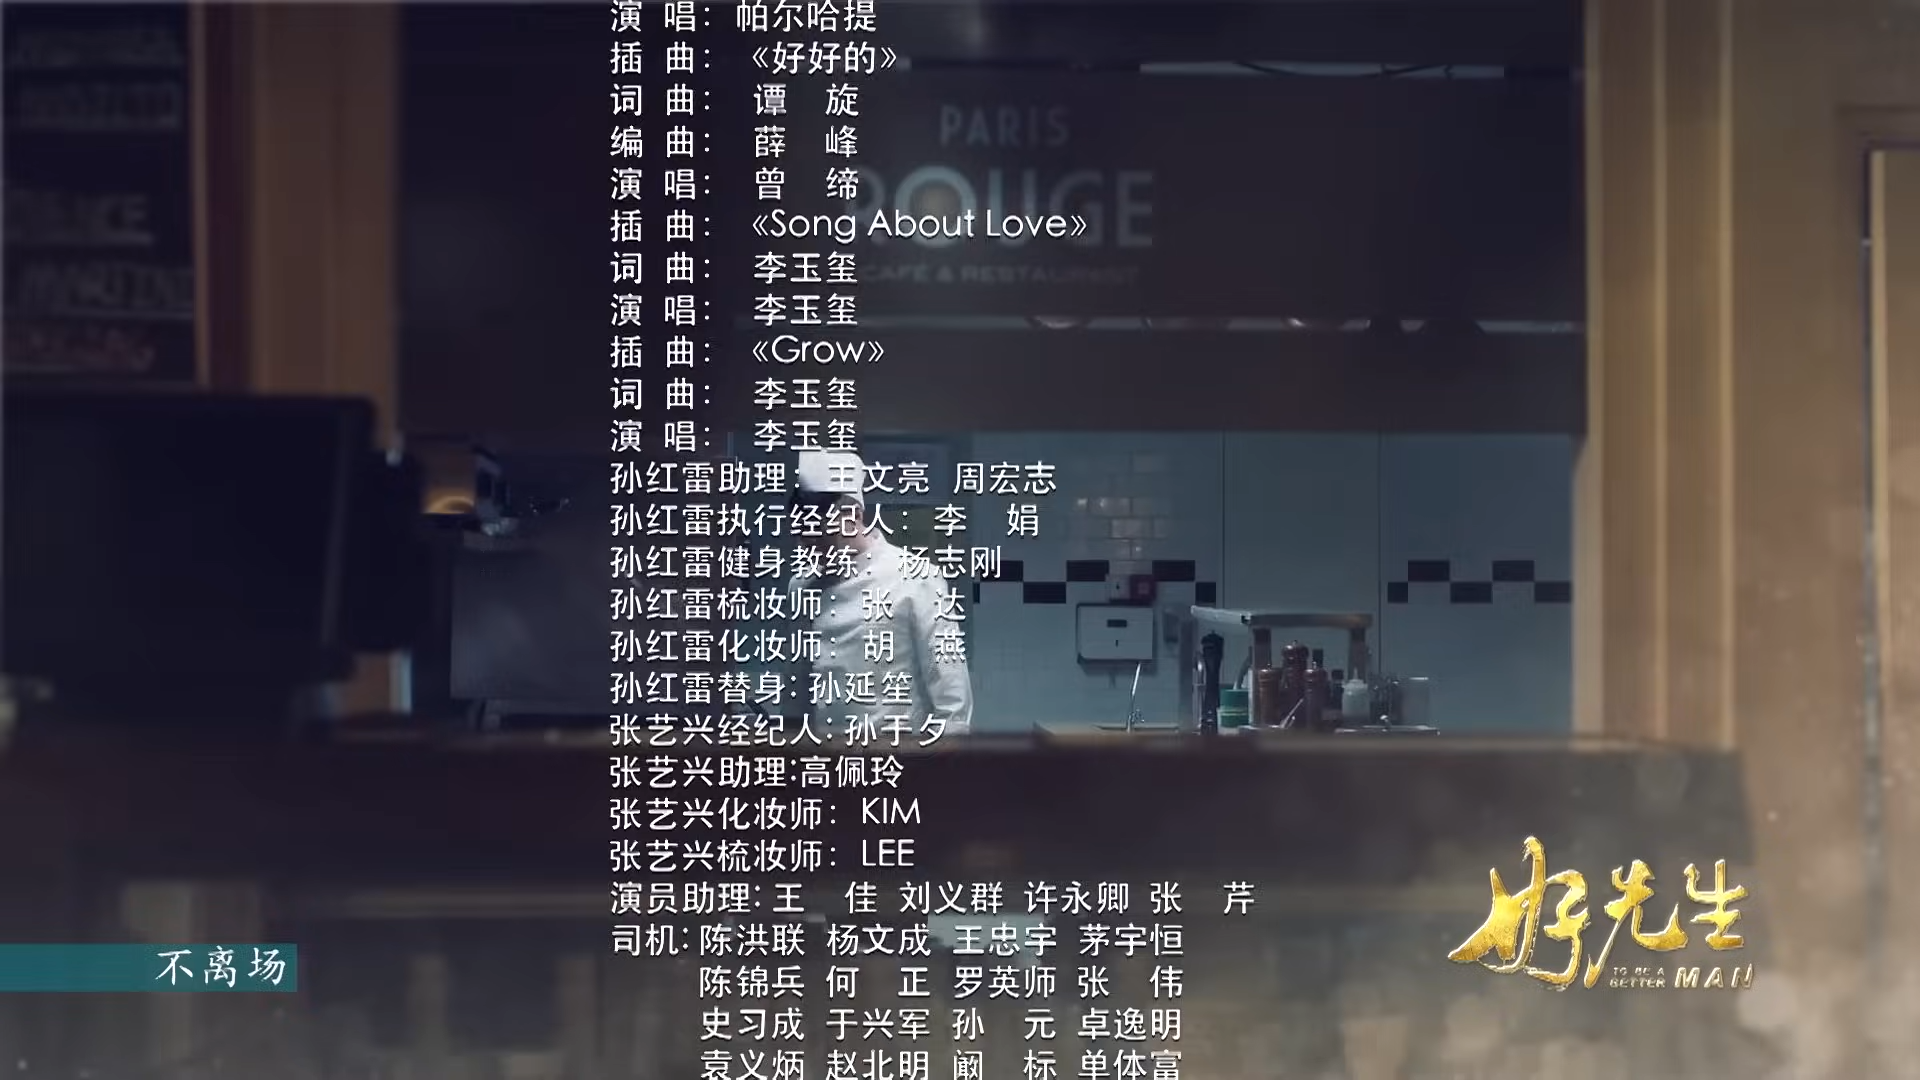 演 唱：帕尔哈提
插 曲：《好好的》
词 曲：谭 旋
编 曲：薛 峰
演 唱：曾 缔
插 曲：《Song About Love》
词 曲：李玉玺
演 唱：李玉玺
插 曲：《Grow》
词 曲：李玉玺
演 唱：李玉玺
孙红雷助理：王文亮 周宏志
孙红雷执行经纪人：李 娟
孙红雷健身教练：杨志刚
孙红雷梳妆师：张 达
孙红雷化妆师：胡 燕
孙红雷替身：孙延笙
张艺兴经纪人：孙于夕
张艺兴助理：高佩玲
张艺兴化妆师：KIM
张艺兴梳妆师：LEE
演员助理：王 佳 刘义群 许永卿 张 芹
司机：陈洪联 杨文成 王忠宇 茅宇恒
陈锦兵 何 正 罗英师 张 伟
史习成 于兴军 孙 元 卓逸明
袁义炳 赵北明 阚 标 单体富
PARIS
ROUGE
CAFÉ & RESTAURANT
MARTINI
不离场
好先生
TO BE A
BETTER MAN